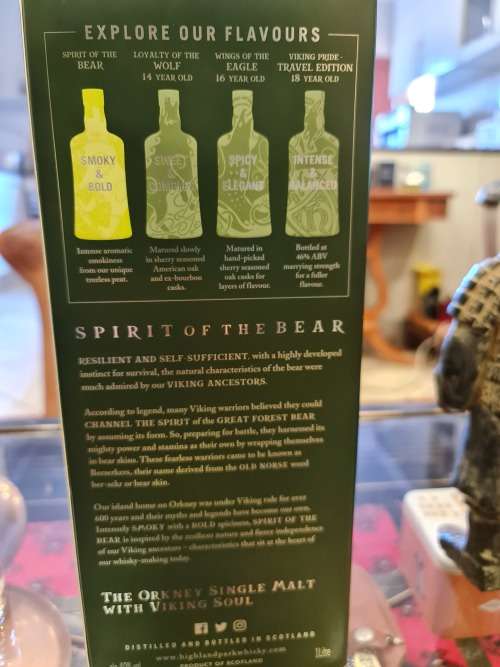 EXPLORE OUR FLAVOURS
SPIRIT OF THE
BEAR
LOYALTY OF THE
WOLF
14 YEAR OLD
WINGS OF THE
EAGLE
16 YEAR OLD
VIKING PRIDE -
TRAVEL EDITION
18 YEAR OLD
SMOKY
&
BOLD
SWEET
&
SPICY
&
ELEGANT
INTENSE
&
BALANCED
Intense aromatic
smokiness
from our unique
treeless peat.
Matured slowly
in sherry seasoned
American oak
and ex-bourbon
casks.
Matured in
hand-picked
sherry seasoned
oak casks for
layers of flavour.
Bottled at
46% ABV
marrying strength
for a fuller
flavour.
SPIRIT OF THE BEAR
RESILIENT AND SELF-SUFFICIENT, with a highly developed
instinct for survival, the natural characteristics of the bear were
much admired by our VIKING ANCESTORS.
According to legend, many Viking warriors believed they could
CHANNEL THE SPIRIT of the GREAT FOREST BEAR
by assuming its form. So, preparing for battle, they harnessed its
mighty power and stamina as their own by wrapping themselves
in bear skins. These fearless warriors came to be known as
Berserkers, their name derived from the OLD NORSE word
ber-sekr or bear skin.
Our island home on Orkney was under Viking rule for over
600 years and their myths and legends have become our own.
Intensely SMOKY with a BOLD spiciness, SPIRIT OF THE
BEAR is inspired by the restless nature and fierce independence
of our Viking ancestors - characteristics that sit at the heart of
our whisky-making today.
THE ORKNEY SINGLE MALT
WITH VIKING SOUL
DISTILLED AND BOTTLED IN SCOTLAND
www.highlandparkwhisky.com
1 Litre
PRODUCT OF SCOTLAND